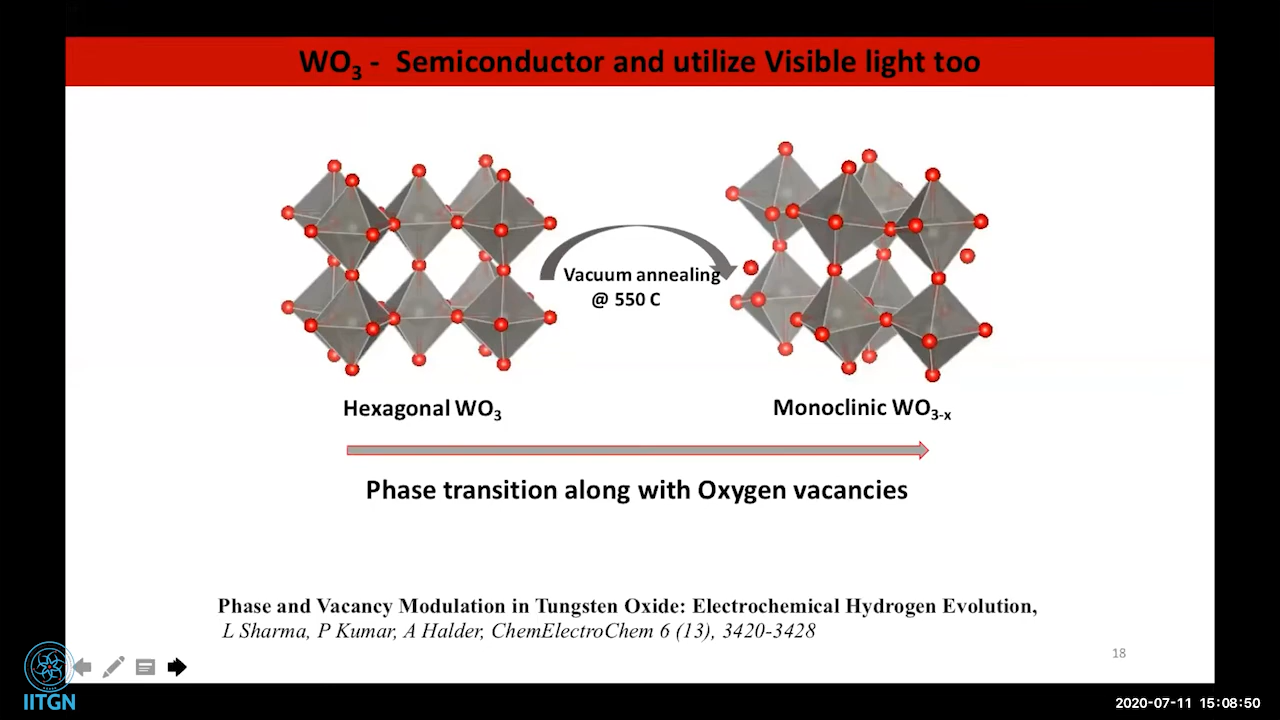 WO3 - Semiconductor and utilize Visible light too
Vacuum annealing
@ 550 C
Hexagonal WO3
Monoclinic WO3-x
Phase transition along with Oxygen vacancies
Phase and Vacancy Modulation in Tungsten Oxide: Electrochemical Hydrogen Evolution,
L Sharma, P Kumar, A Halder, ChemElectroChem 6 (13), 3420-3428
18
IITGN
2020-07-11 15:08:50